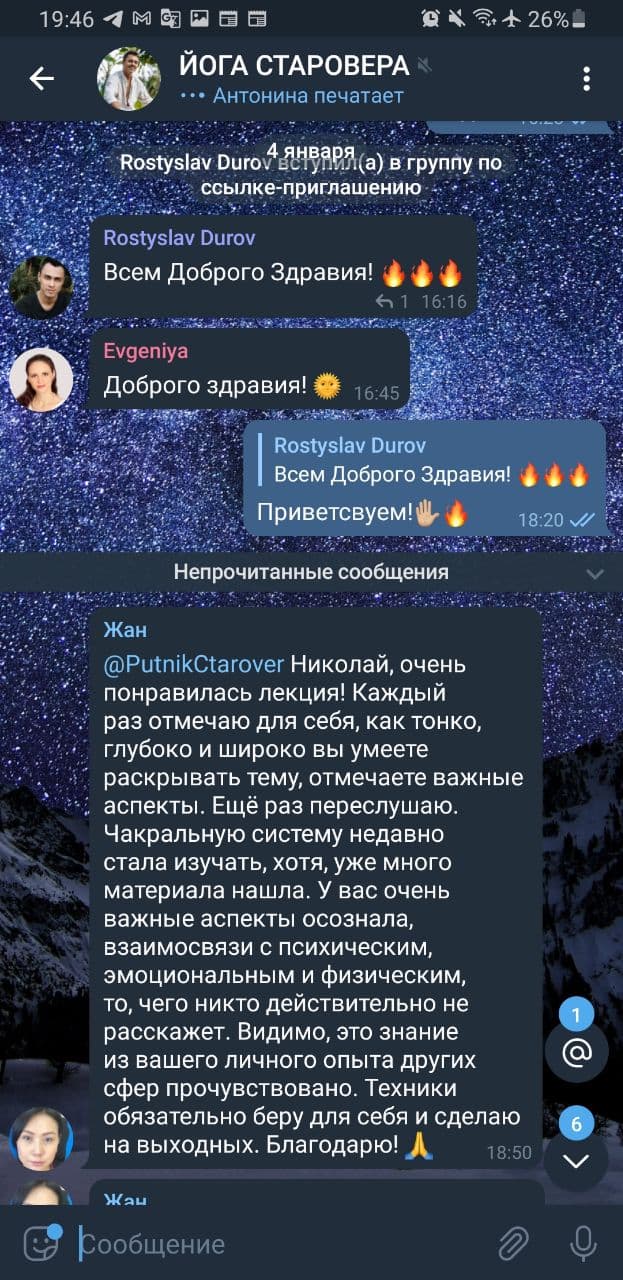 19:46
26%
ЙОГА СТАРОВЕРА
Антонина печатает
4 января
Rostyslav Durov вступил(а) в группу по
ссылке-приглашению
Rostyslav Durov
Всем Доброго Здравия! 🔥🔥🔥
1 16:16
Evgeniya
Доброго здравия! 🌞 16:45
Rostyslav Durov
Всем Доброго Здравия! 🔥🔥🔥
Приветсвуем!🖐🏼🔥 18:20
Непрочитанные сообщения
Жан
@PutnikCtarover Николай, очень
понравилась лекция! Каждый
раз отмечаю для себя, как тонко,
глубоко и широко вы умеете
раскрывать тему, отмечаете важные
аспекты. Ещё раз переслушаю.
Чакральную систему недавно
стала изучать, хотя, уже много
материала нашла. У вас очень
важные аспекты осознала,
взаимосвязи с психическим,
эмоциональным и физическим,
то, чего никто действительно не
расскажет. Видимо, это знание
из вашего личного опыта других
сфер прочувствовано. Техники
обязательно беру для себя и сделаю
на выходных. Благодарю! 🙏 18:50
1
@
6
Жан
Сообщение